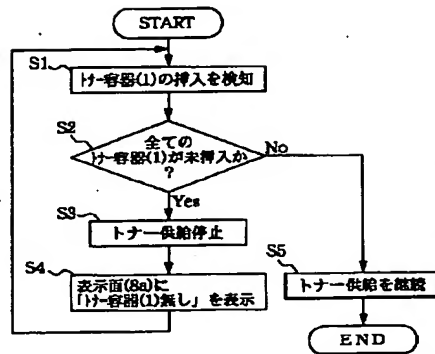 START
S1
トナー容器(1)の挿入を検知
S2
全ての
トナー容器(1)が未挿入か
?
No
Yes
S3
トナー供給停止
S4
表示面(8a)に
「トナー容器(1)無し」を表示
S5
トナー供給を継続
END